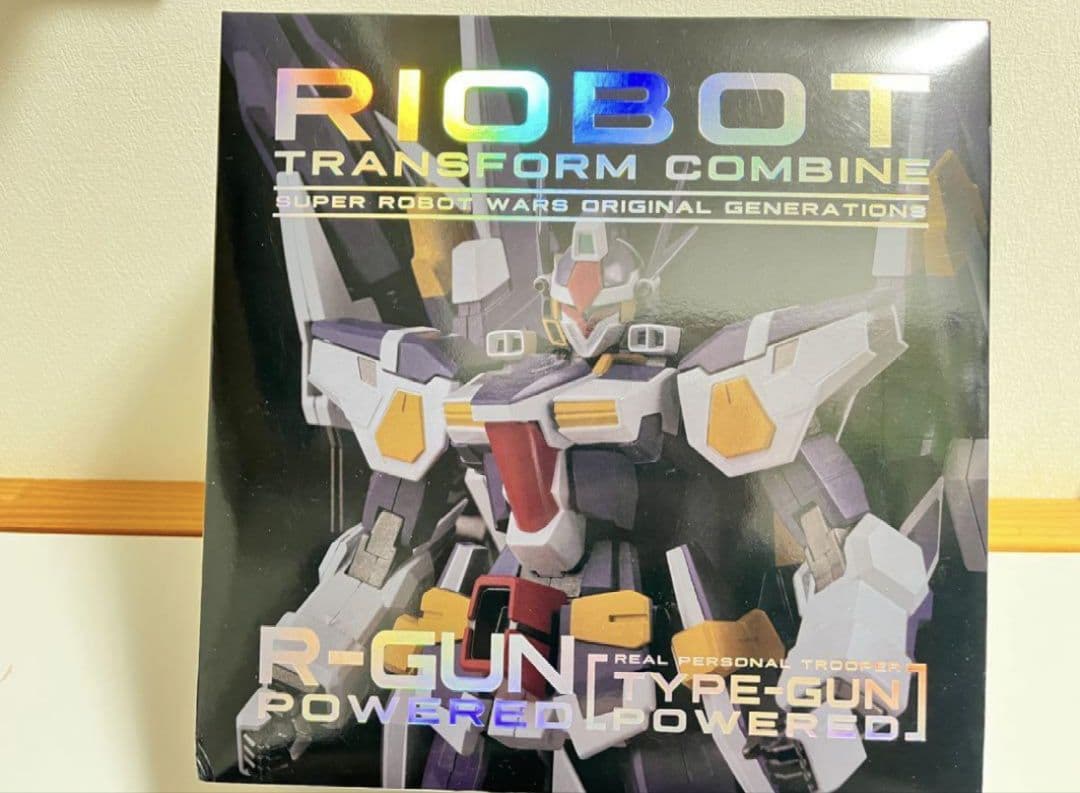 RIOBOT
TRANSFORM COMBINE
SUPER ROBOT WARS ORIGINAL GENERATIONS
R-GUN
POWERED
[REAL PERSONAL TROOPER
TYPE-GUN
POWERED]